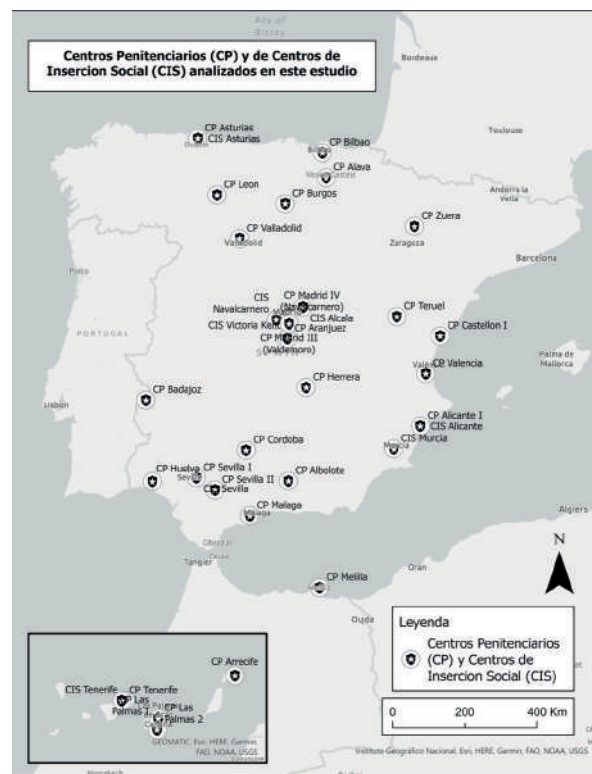 Bay of
Biscay
Centros Penitenciarios (CP) y de Centros de
Insercion Social (CIS) analizados en este estudio
Bordeaux
Toulouse
CP Asturias
CIS Asturias
CP Bilbao
CP Alava
CP Leon
CP Burgos
Andorra la
Vella
CP Zuera
Zaragoza
CP Valladolid
Valladolid
Barcelona
Porto
PORTUGAL
CIS
Navalcarnero
CP Madrid IV
(Navalcarnero)
CIS Alcala
CIS Victoria Kent
CP Aranjuez
CP Madrid III
(Valdemoro)
CP Teruel
CP Castellon I
Palma de
Mallorca
CP Valencia
CP Herrera
CP Badajoz
Lisbon
CP Alicante I
CIS Alicante
CIS Murcia
Murcia
CP Cordoba
CP Huelva
CP Sevilla I
CP Sevilla II
CIS Sevilla
CP Albolote
CP Malaga
Malaga
Gibraltar
Ceuta
Tangier
Algiers
Oran
CP Melilla
Oujda
N
Leyenda
Centros Penitenciarios
(CP) y Centros de
Insercion Social (CIS)
0 200 400 Km
CP Arrecife
CIS Tenerife
CP Tenerife
CP Las
Palmas 1
CP Las
Palmas 2
GEOMATIC, Esri, HERE, Garmin,
FAO, NOAA, USGS
Instituto Geográfico Nacional, Esri, HERE, Garmin, FAO, NOAA, USGS
Marrakech